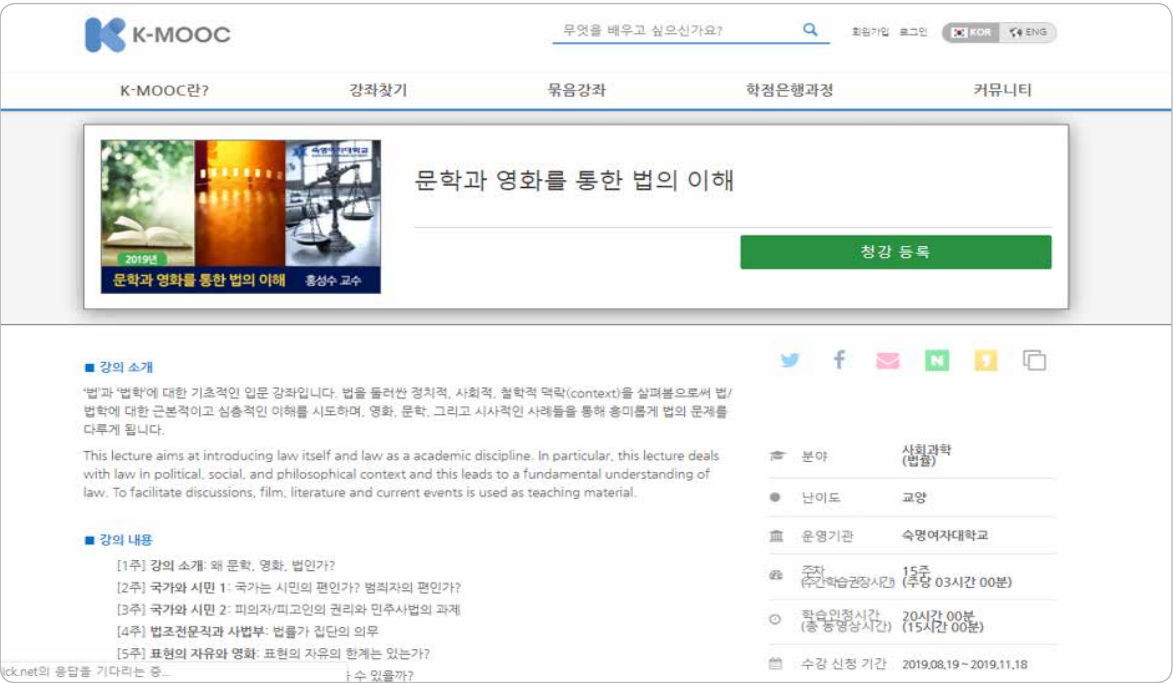 K-MOOC
무엇을 배우고 싶으신가요?
회원가입 로그인 KOR ENG
K-MOOC란? 강좌찾기 묶음강좌 학점은행과정 커뮤니티
숙명여자대학교
2019년
문학과 영화를 통한 법의 이해 홍성수 교수
문학과 영화를 통한 법의 이해
청강 등록
■ 강의 소개
'법'과 '법학'에 대한 기초적인 입문 강좌입니다. 법을 둘러싼 정치적, 사회적, 철학적 맥락(context)을 살펴봄으로써 법/
법학에 대한 근본적이고 심층적인 이해를 시도하며, 영화, 문학, 그리고 시사적인 사례들을 통해 흥미롭게 법의 문제를
다루게 됩니다.
This lecture aims at introducing law itself and law as a academic discipline. In particular, this lecture deals
with law in political, social, and philosophical context and this leads to a fundamental understanding of
law. To facilitate discussions, film, literature and current events is used as teaching material.
■ 강의 내용
[1주] 강의 소개: 왜 문학, 영화, 법인가?
[2주] 국가와 시민 1: 국가는 시민의 편인가? 범죄자의 편인가?
[3주] 국가와 시민 2: 피의자/피고인의 권리와 민주사법의 과제
[4주] 법조전문직과 사법부: 법률가 집단의 의무
[5주] 표현의 자유와 영화: 표현의 자유의 한계는 있는가?
수 있을까?
ick.net의 응답을 기다리는 중...
N
분야 사회과학
(법률)
난이도 교양
운영기관 숙명여자대학교
주차 15주
(주간학습권장시간) (주당 03시간 00분)
학습인정시간 20시간 00분
(총 동영상시간) (15시간 00분)
수강 신청 기간 2019.08.19 ~ 2019.11.18